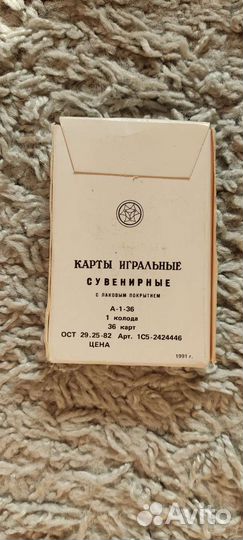 КАРТЫ ИГРАЛЬНЫЕ
СУВЕНИРНЫЕ
С ЛАКОВЫМ ПОКРЫТИЕМ
А-1-36
1 колода
36 карт
ОСТ 29.25-82 Арт. 1С5-2424446
ЦЕНА
1991 г.
Avito